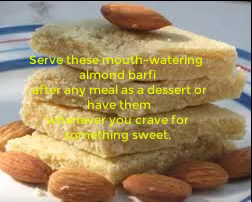 Serve these mouth-watering
almond barfi
after any meal as a dessert or
have them
whenever you crave for
something sweet.